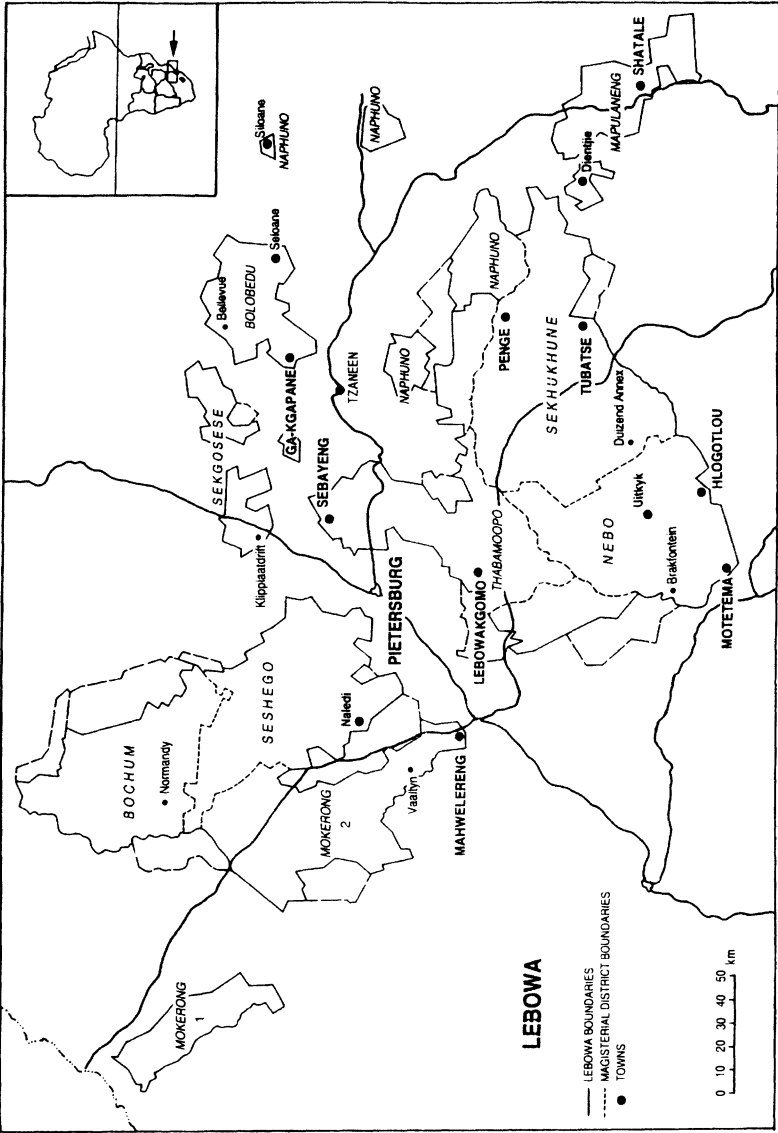 MOKERONG
1
BOCHUM
Normandy
SESHEGO
MOKERONG
2
Naledi
Vaaltyn
MAHWELERENG
SEKGOSESE
Klippiaatdrift
Bellevue
BOLOBEDU
Seloane
GA-KGAPANE
Siloane
NAPHUNO
NAPHUNO
TZANEEN
SEBAYENG
PIETERSBURG
NAPHUNO
NAPHUNO
LEBOWAKGOMO
THABAMOOPO
PENGE
SEKHUKHUNE
TUBATSE
Dientjie
MAPULANENG
SHATALE
Duizend Annex
Uitkyk
NEBO
Brakfontein
HLOGOTLOU
MOTETEMA
LEBOWA
LEBOWA BOUNDARIES
MAGISTERIAL DISTRICT BOUNDARIES
TOWNS
0 10 20 30 40 50
km